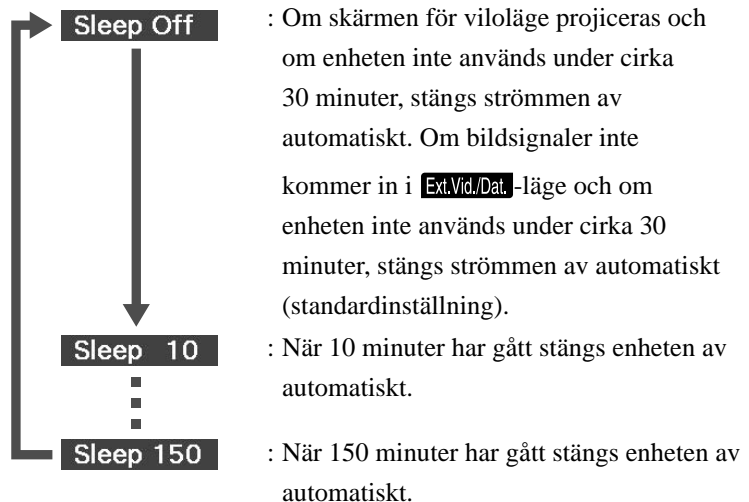 Sleep Off : Om skärmen för viloläge projiceras och
om enheten inte används under cirka
30 minuter, stängs strömmen av
automatiskt. Om bildsignaler inte
kommer in i Ext.Vid./Dat. -läge och om
enheten inte används under cirka 30
minuter, stängs strömmen av automatiskt
(standardinställning).
Sleep 10 : När 10 minuter har gått stängs enheten av
automatiskt.
Sleep 150 : När 150 minuter har gått stängs enheten av
automatiskt.